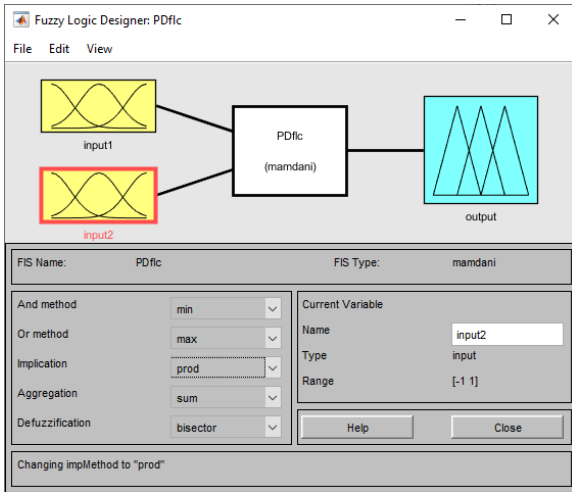 Fuzzy Logic Designer: PDflc
File Edit View
input1
PDflc
(mamdani)
input2
output
FIS Name: PDflc FIS Type: mamdani
And method min
Or method max
Implication prod
Aggregation sum
Defuzzification bisector
Current Variable
Name input2
Type input
Range [-1 1]
Help Close
Changing impMethod to "prod"